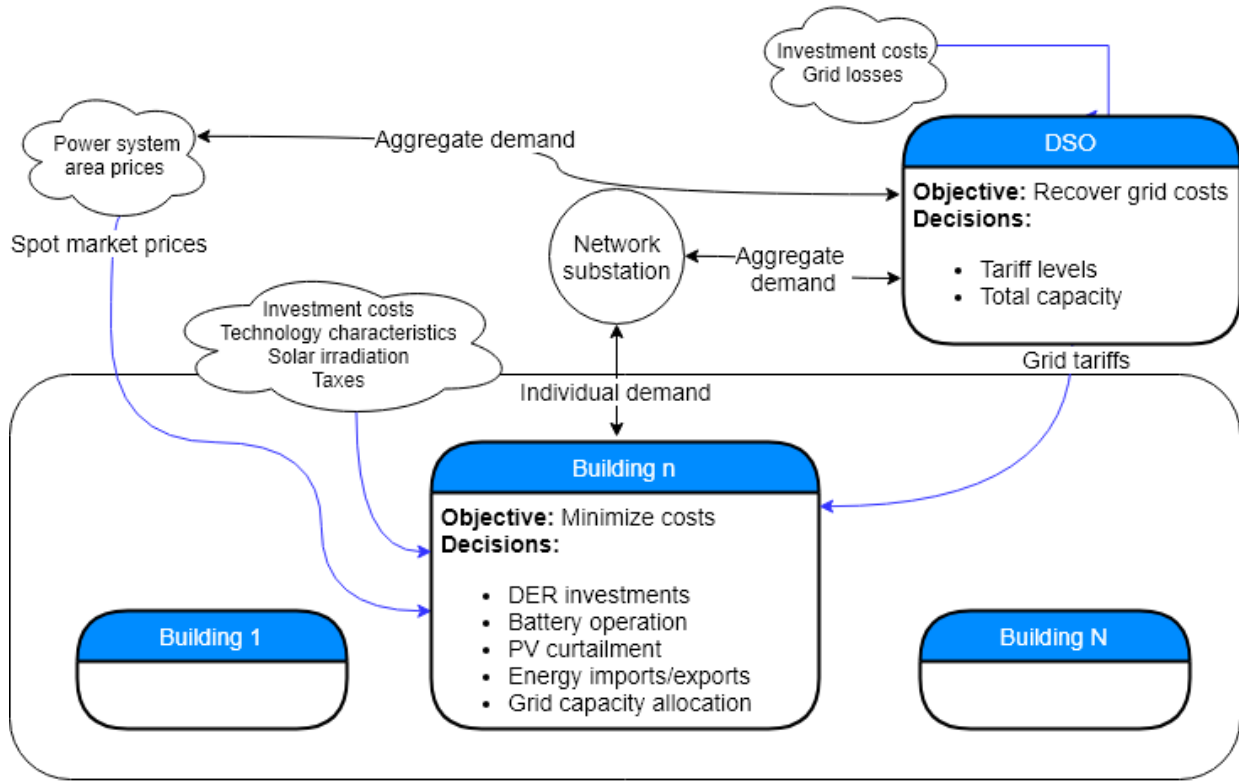 Investment costs
Grid losses
Power system
area prices
Aggregate demand
DSO
Objective: Recover grid costs
Decisions:
• Tariff levels
• Total capacity
Spot market prices
Network
substation
Aggregate
demand
Investment costs
Technology characteristics
Solar irradiation
Taxes
Grid tariffs
Individual demand
Building n
Objective: Minimize costs
Decisions:
• DER investments
• Battery operation
• PV curtailment
• Energy imports/exports
• Grid capacity allocation
Building 1
Building N